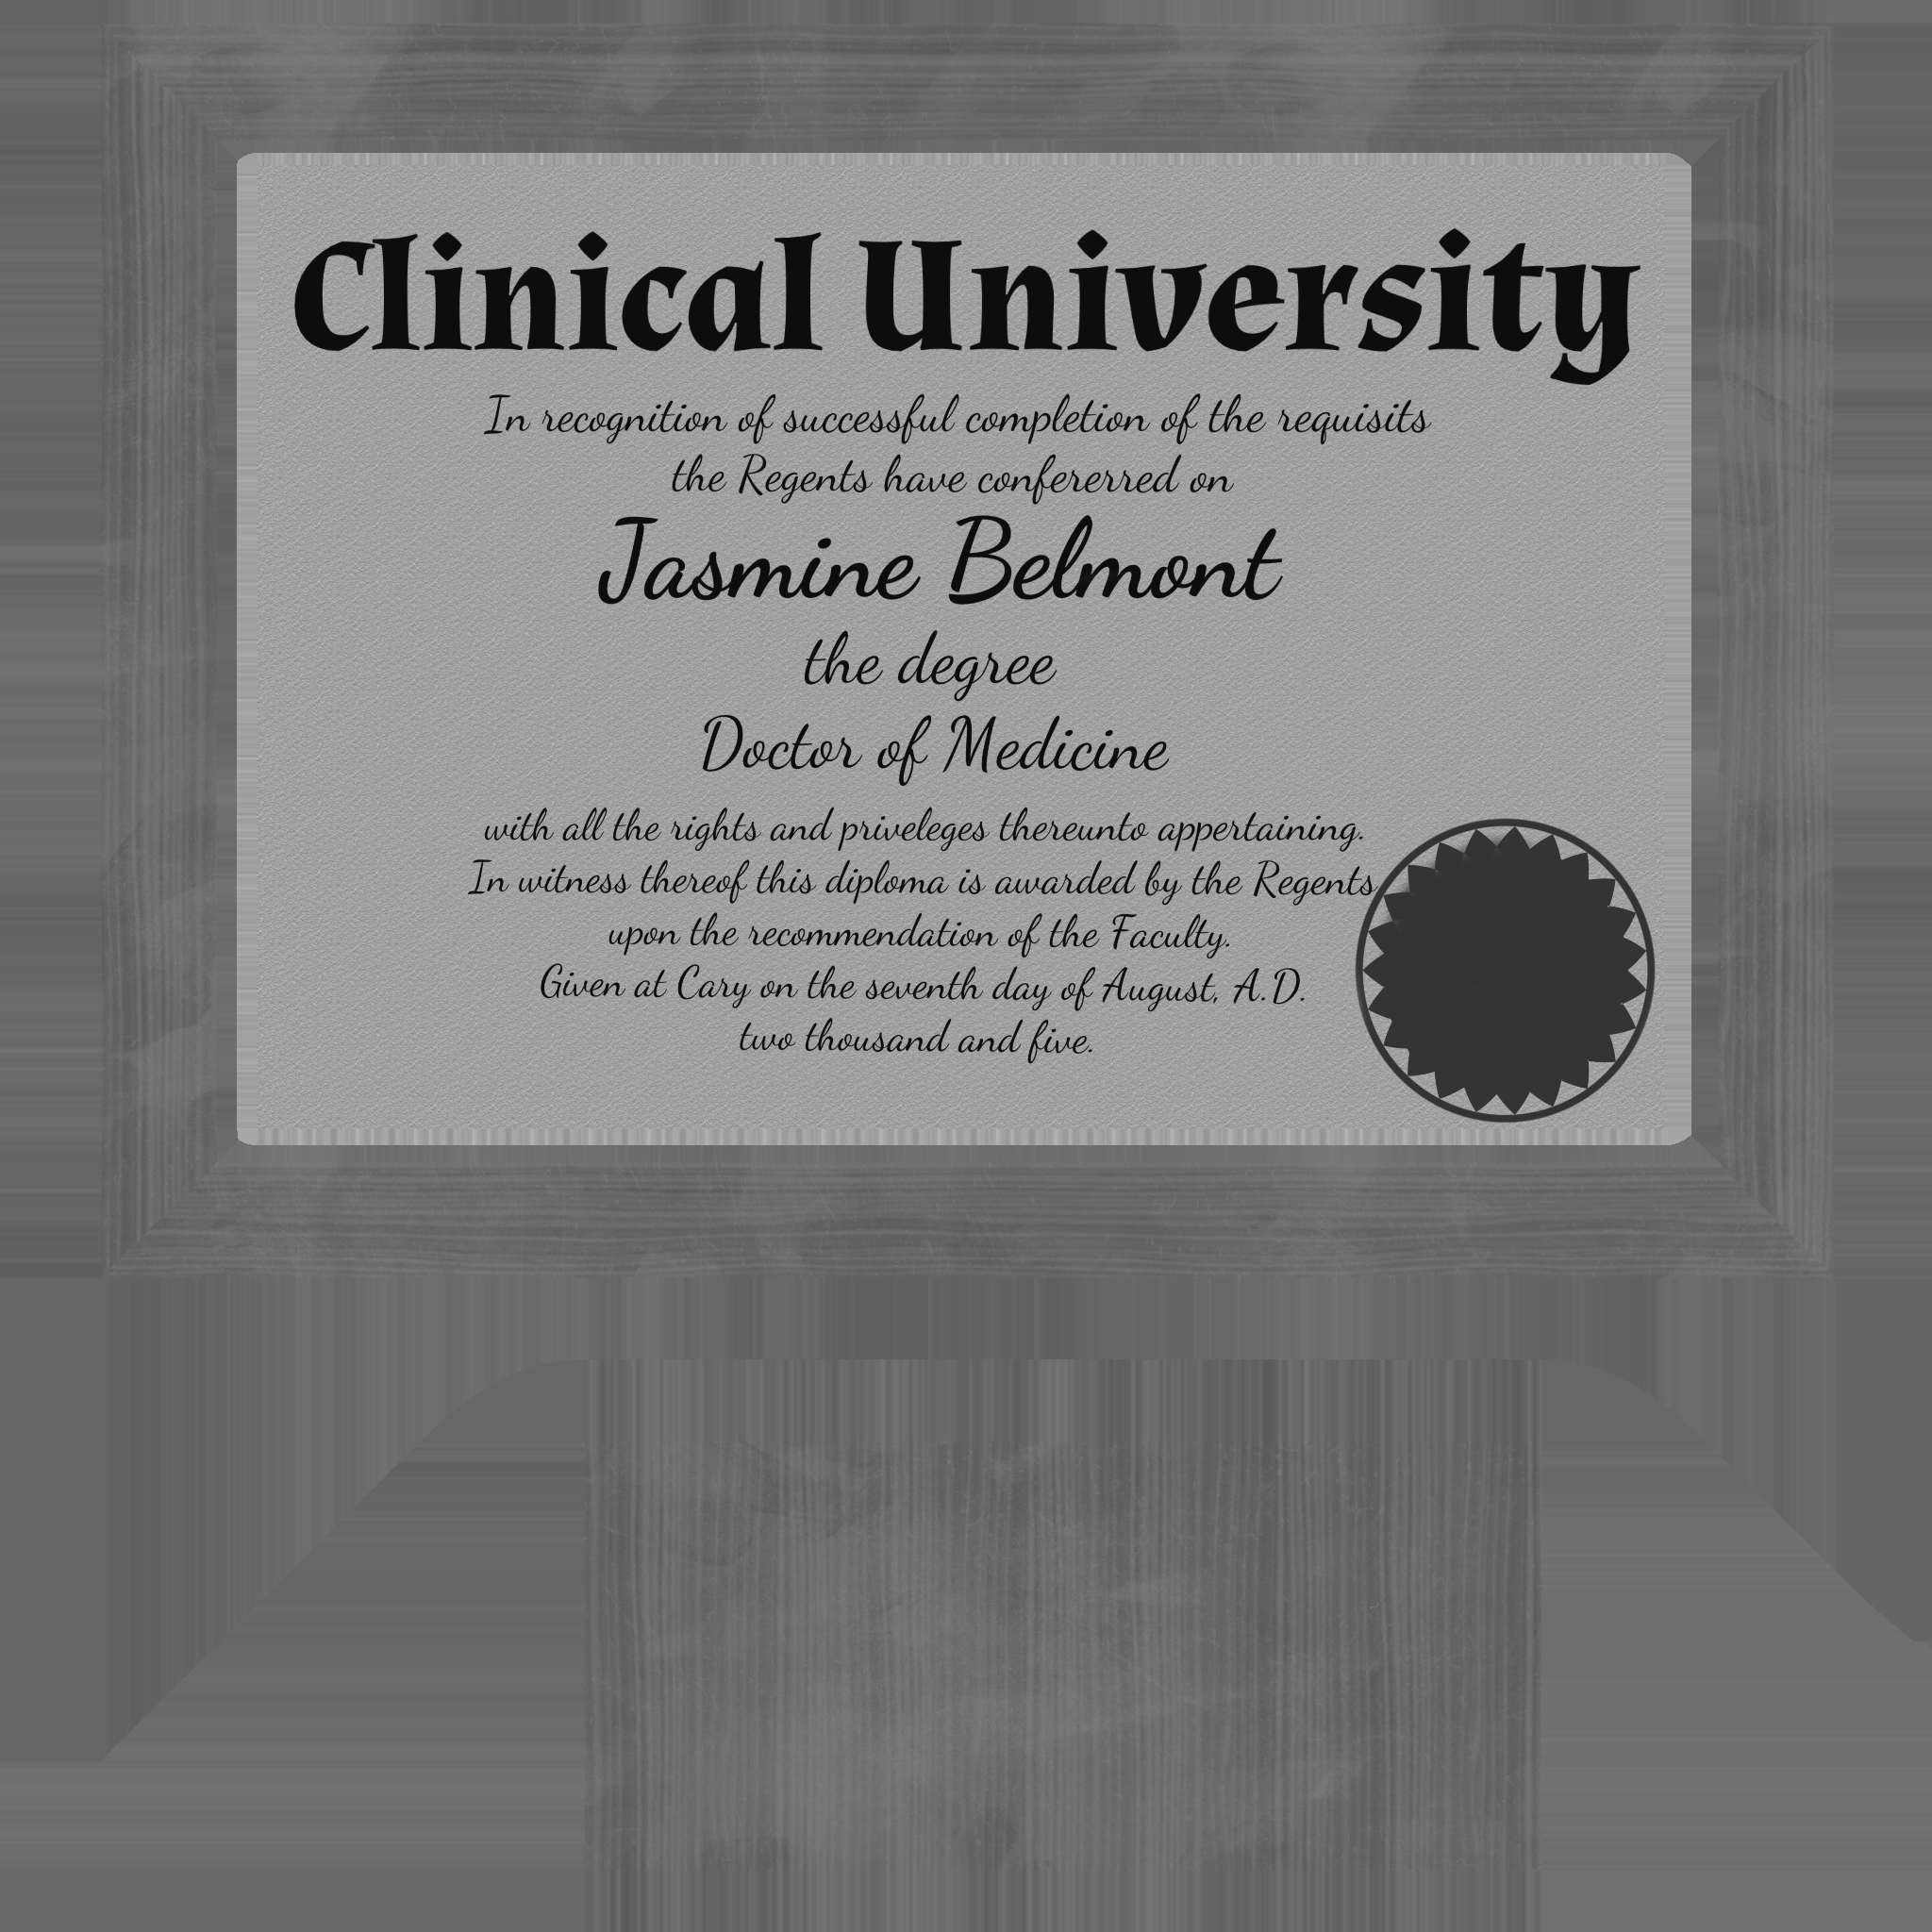 Clinical University
In recognition of successful completion of the requisits
the Regents have confererred on
Jasmine Belmont
the degree
Doctor of Medicine
with all the rights and priveleges thereunto appertaining.
In witness thereof this diploma is awarded by the Regents
upon the recommendation of the Faculty.
Given at Cary on the seventh day of August, A.D.
two thousand and five.